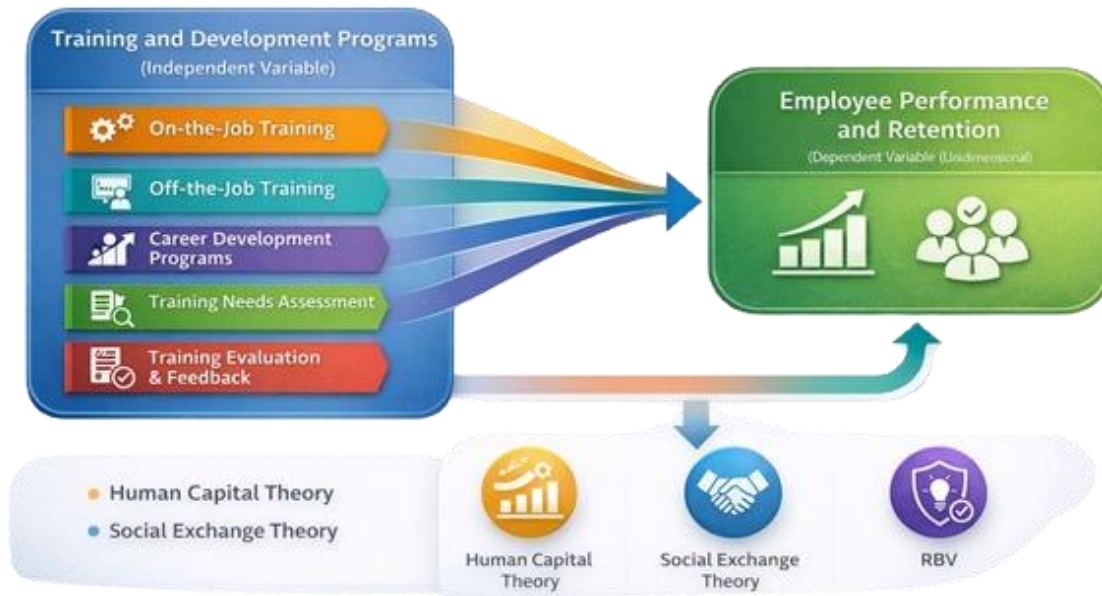 Training and Development Programs
(Independent Variable)
On-the-Job Training
Off-the-Job Training
Career Development
Programs
Training Needs Assessment
Training Evaluation
& Feedback
Employee Performance
and Retention
(Dependent Variable (Unidimensional)
Human Capital Theory
Social Exchange Theory
Human Capital
Theory
Social Exchange
Theory
RBV